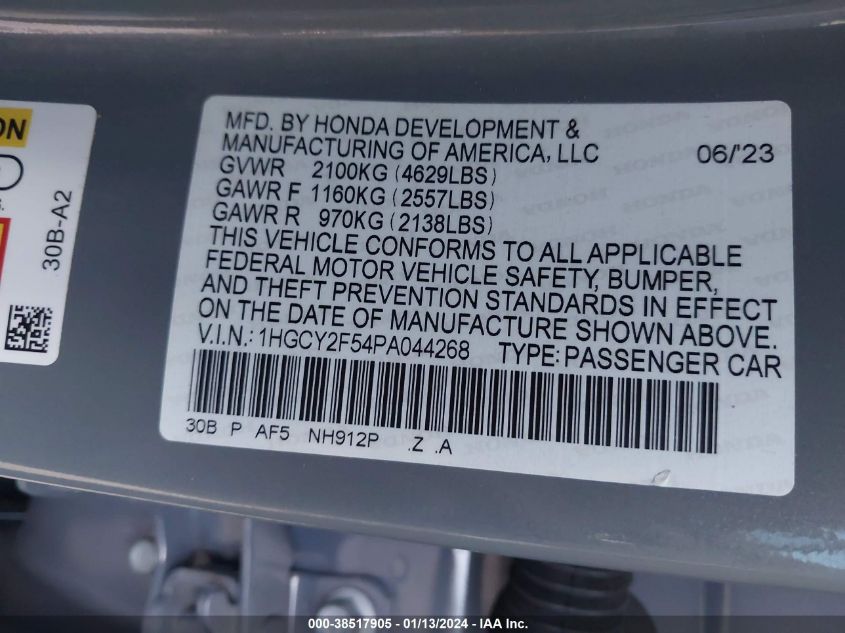 ON
G.
30B-A2
MFD. BY HONDA DEVELOPMENT &
MANUFACTURING OF AMERICA, LLC 06/'23
GVWR 2100KG (4629LBS)
GAWR F 1160KG (2557LBS)
GAWR R 970KG (2138LBS)
THIS VEHICLE CONFORMS TO ALL APPLICABLE
FEDERAL MOTOR VEHICLE SAFETY, BUMPER,
AND THEFT PREVENTION STANDARDS IN EFFECT
ON THE DATE OF MANUFACTURE SHOWN ABOVE.
V.I.N.: 1HGCY2F54PA044268 TYPE: PASSENGER CAR
30B P AF5 NH912P .Z .A
000-38517905 / 01/13/2024 - IAA Inc.